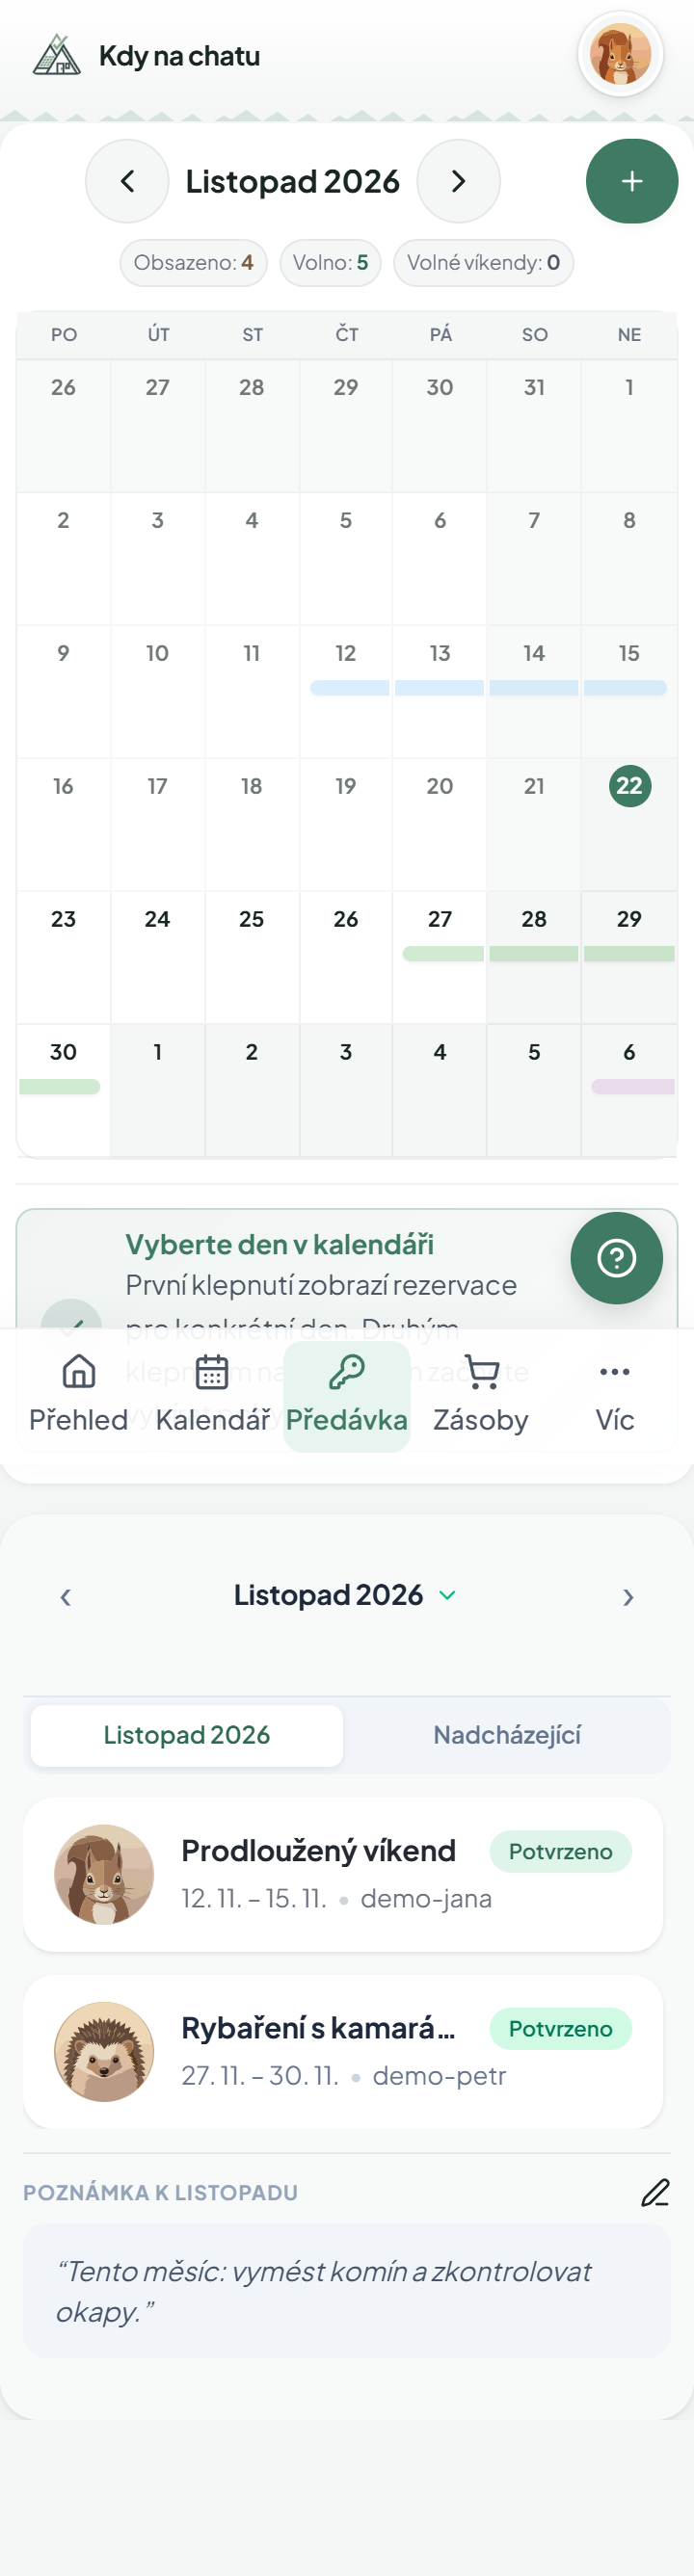 Kdy na chatu
Listopad 2026
Obsazeno: 4 Volno: 5 Volné víkendy: 0
PO ÚT ST ČT PÁ SO NE
26 27 28 29 30 31 1
2 3 4 5 6 7 8
9 10 11 12 13 14 15
16 17 18 19 20 21 22
23 24 25 26 27 28 29
30 1 2 3 4 5 6
Vyberte den v kalendáři
První klepnutí zobrazí rezervace
pro konkrétní den. Druhým
Přehled Kalendář Předávka Zásoby Víc
‹ Listopad 2026 ›
Listopad 2026 Nadcházející
Prodloužený víkend Potvrzeno
12. 11. – 15. 11. • demo-jana
Rybaření s kamará... Potvrzeno
27. 11. – 30. 11. • demo-petr
POZNÁMKA K LISTOPADU
“Tento měsíc: vymést komín a zkontrolovat
okapy.”